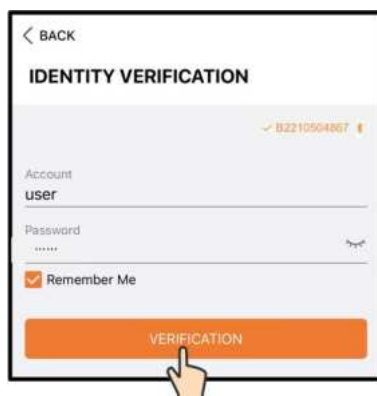 BACK
IDENTITY VERIFICATION
B2210504867
Account
user
Password
······
Remember Me
VERIFICATION